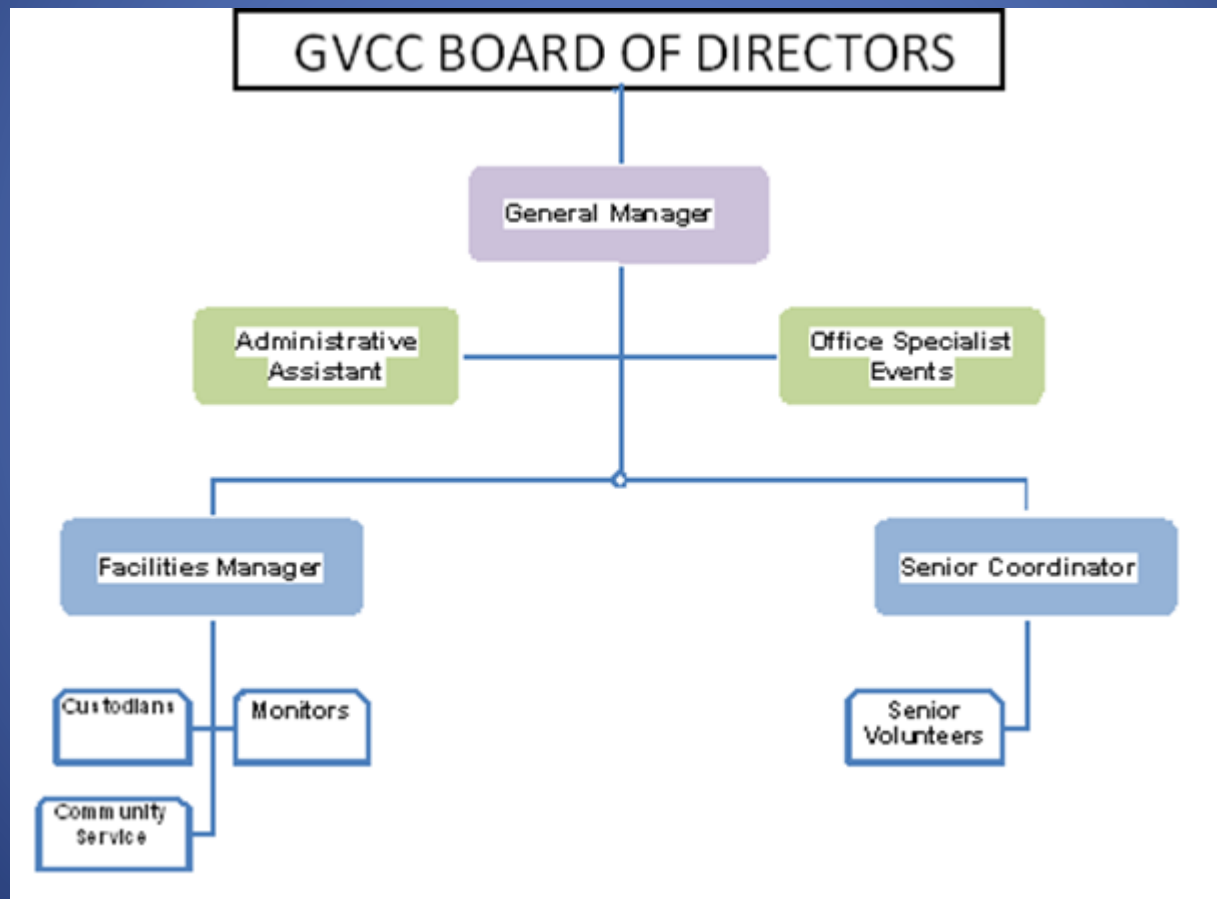 GVCC BOARD OF DIRECTORS
General Manager
Administrative
Assistant
Office Specialist
Events
Facilities Manager
Senior Coordinator
Custodians
Monitors
Senior
Volunteers
Community
Service